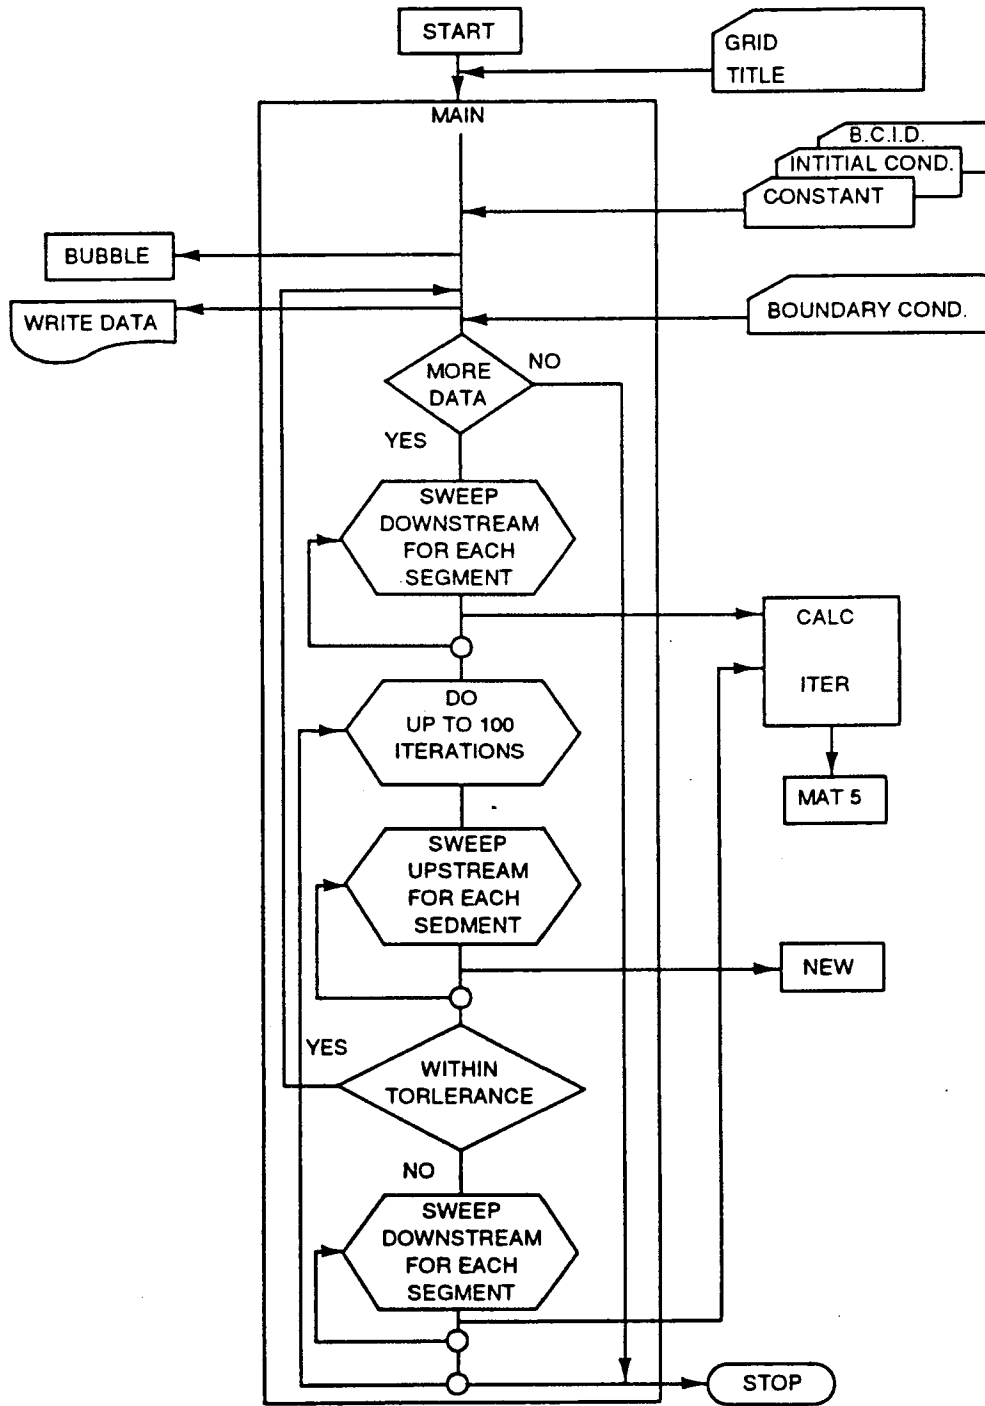 START
GRID
TITLE
MAIN
B.C.I.D.
INTITIAL COND.
CONSTANT
BUBBLE
WRITE DATA
BOUNDARY COND.
MORE
DATA
NO
YES
SWEEP
DOWNSTREAM
FOR EACH
SEGMENT
CALC
ITER
DO
UP TO 100
ITERATIONS
MAT 5
SWEEP
UPSTREAM
FOR EACH
SEDMENT
NEW
YES
WITHIN
TORLERANCE
NO
SWEEP
DOWNSTREAM
FOR EACH
SEGMENT
STOP